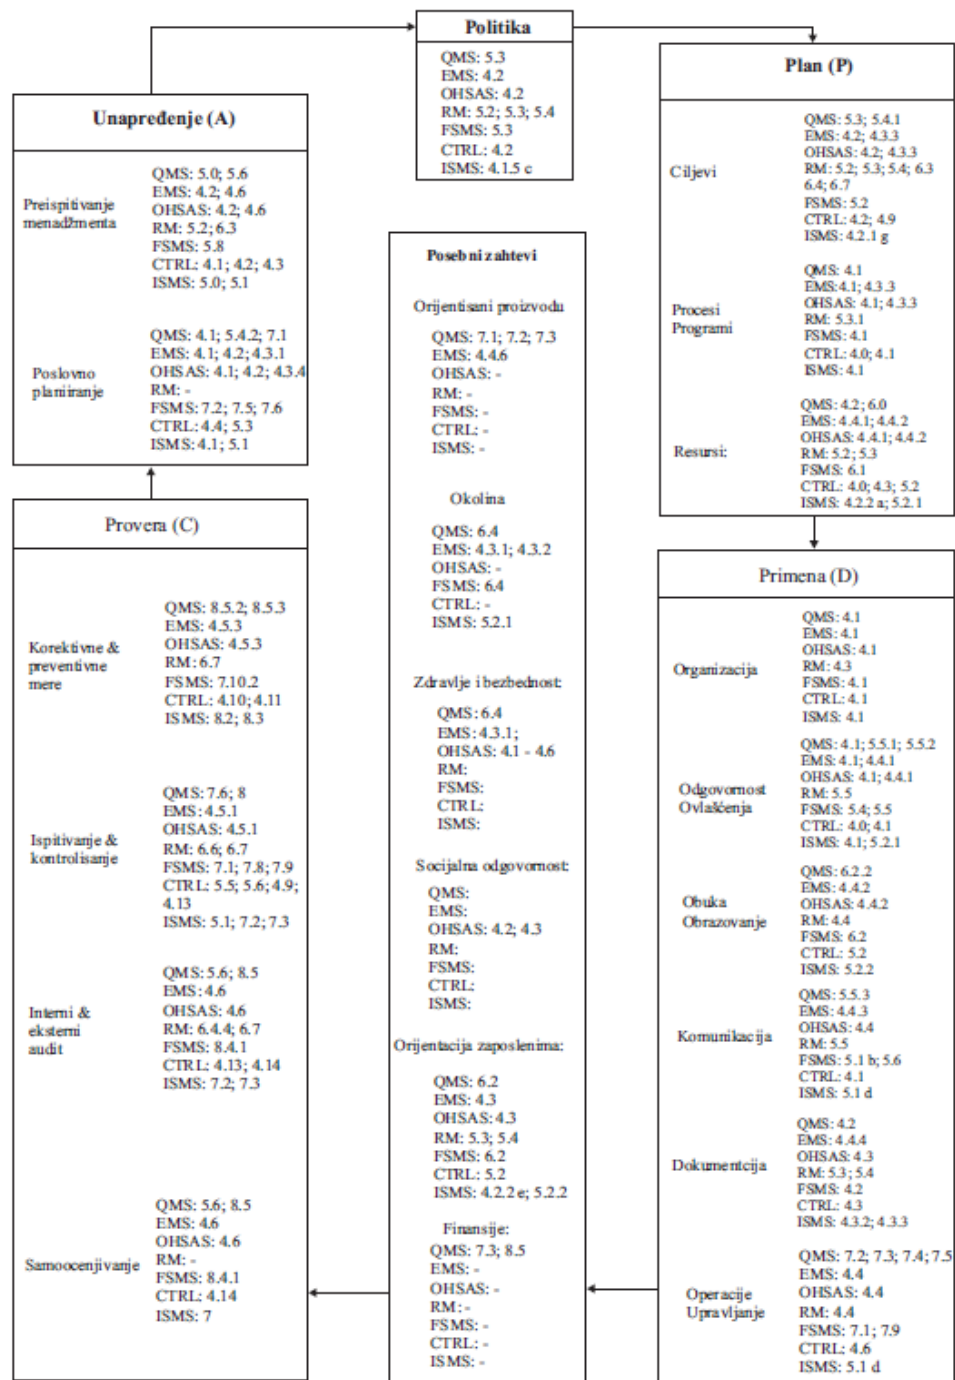 Politika
QMS: 5.3
EMS: 4.2
OHSAS: 4.2
RM: 5.2; 5.3; 5.4
FSMS: 5.3
CTRL: 4.2
ISMS: 4.1.5 c
Plan (P)
Ciljevi
QMS: 5.3; 5.4.1
EMS: 4.2; 4.3.3
OHSAS: 4.2; 4.3.3
RM: 5.2; 5.3; 5.4; 6.3
6.4; 6.7
FSMS: 5.2
CTRL: 4.2; 4.9
ISMS: 4.2.1 g
Procesi
Programi
QMS: 4.1
EMS:4.1; 4.3.3
OHSAS: 4.1; 4.3.3
RM: 5.3.1
FSMS: 4.1
CTRL: 4.0; 4.1
ISMS: 4.1
Resursi:
QMS: 4.2; 6.0
EMS: 4.4.1; 4.4.2
OHSAS: 4.4.1; 4.4.2
RM: 5.2; 5.3
FSMS: 6.1
CTRL: 4.0; 4.3; 5.2
ISMS: 4.2.2 a; 5.2.1
Primena (D)
Organizacija
QMS: 4.1
EMS: 4.1
OHSAS: 4.1
RM: 4.3
FSMS: 4.1
CTRL: 4.1
ISMS: 4.1
Odgovornost
Ovlašćenja
QMS: 4.1; 5.5.1; 5.5.2
EMS: 4.1; 4.4.1
OHSAS: 4.1; 4.4.1
RM: 5.5
FSMS: 5.4; 5.5
CTRL: 4.0; 4.1
ISMS: 4.1; 5.2.1
Obuka
Obrazovanje
QMS: 6.2.2
EMS: 4.4.2
OHSAS: 4.4.2
RM: 4.4
FSMS: 6.2
CTRL: 5.2
ISMS: 5.2.2
Komunikacija
QMS: 5.5.3
EMS: 4.4.3
OHSAS: 4.4
RM: 5.5
FSMS: 5.1 b; 5.6
CTRL: 4.1
ISMS: 5.1 d
Dokumentcija
QMS: 4.2
EMS: 4.4.4
OHSAS: 4.3
RM: 5.3; 5.4
FSMS: 4.2
CTRL: 4.3
ISMS: 4.3.2; 4.3.3
Operacije
Upravljanje
QMS: 7.2; 7.3; 7.4; 7.5
EMS: 4.4
OHSAS: 4.4
RM: 4.4
FSMS: 7.1; 7.9
CTRL: 4.6
ISMS: 5.1 d
Posebni zahtevi
Orijentisani proizvodu
QMS: 7.1; 7.2; 7.3
EMS: 4.4.6
OHSAS: -
RM: -
FSMS: -
CTRL: -
ISMS: -
Okolina
QMS: 6.4
EMS: 4.3.1; 4.3.2
OHSAS: -
FSMS: 6.4
CTRL: -
ISMS: 5.2.1
Zdravlje i bezbednost:
QMS: 6.4
EMS: 4.3.1;
OHSAS: 4.1 - 4.6
RM:
FSMS:
CTRL:
ISMS:
Socijalna odgovornost:
QMS:
EMS:
OHSAS: 4.2; 4.3
RM:
FSMS:
CTRL:
ISMS:
Orijentacija zaposlenima:
QMS: 6.2
EMS: 4.3
OHSAS: 4.3
RM: 5.3; 5.4
FSMS: 6.2
CTRL: 5.2
ISMS: 4.2.2 e; 5.2.2
Finansije:
QMS: 7.3; 8.5
EMS: -
OHSAS: -
RM: -
FSMS: -
CTRL: -
ISMS: -
Provera (C)
Korektivne &
preventivne
mere
QMS: 8.5.2; 8.5.3
EMS: 4.5.3
OHSAS: 4.5.3
RM: 6.7
FSMS: 7.10.2
CTRL: 4.10; 4.11
ISMS: 8.2; 8.3
Ispitivanje &
kontrolisanje
QMS: 7.6; 8
EMS: 4.5.1
OHSAS: 4.5.1
RM: 6.6; 6.7
FSMS: 7.1; 7.8; 7.9
CTRL: 5.5; 5.6; 4.9;
4.13
ISMS: 5.1; 7.2; 7.3
Interni &
eksterni
audit
QMS: 5.6; 8.5
EMS: 4.6
OHSAS: 4.6
RM: 6.4.4; 6.7
FSMS: 8.4.1
CTRL: 4.13; 4.14
ISMS: 7.2; 7.3
Samoocenjivanje
QMS: 5.6; 8.5
EMS: 4.6
OHSAS: 4.6
RM: -
FSMS: 8.4.1
CTRL: 4.14
ISMS: 7
Unapređenje (A)
Preispitivanje
menadžmenta
QMS: 5.0; 5.6
EMS: 4.2; 4.6
OHSAS: 4.2; 4.6
RM: 5.2; 6.3
FSMS: 5.8
CTRL: 4.1; 4.2; 4.3
ISMS: 5.0; 5.1
Poslovno
planiiranje
QMS: 4.1; 5.4.2; 7.1
EMS: 4.1; 4.2; 4.3.1
OHSAS: 4.1; 4.2; 4.3.4
RM: -
FSMS: 7.2; 7.5; 7.6
CTRL: 4.4; 5.3
ISMS: 4.1; 5.1